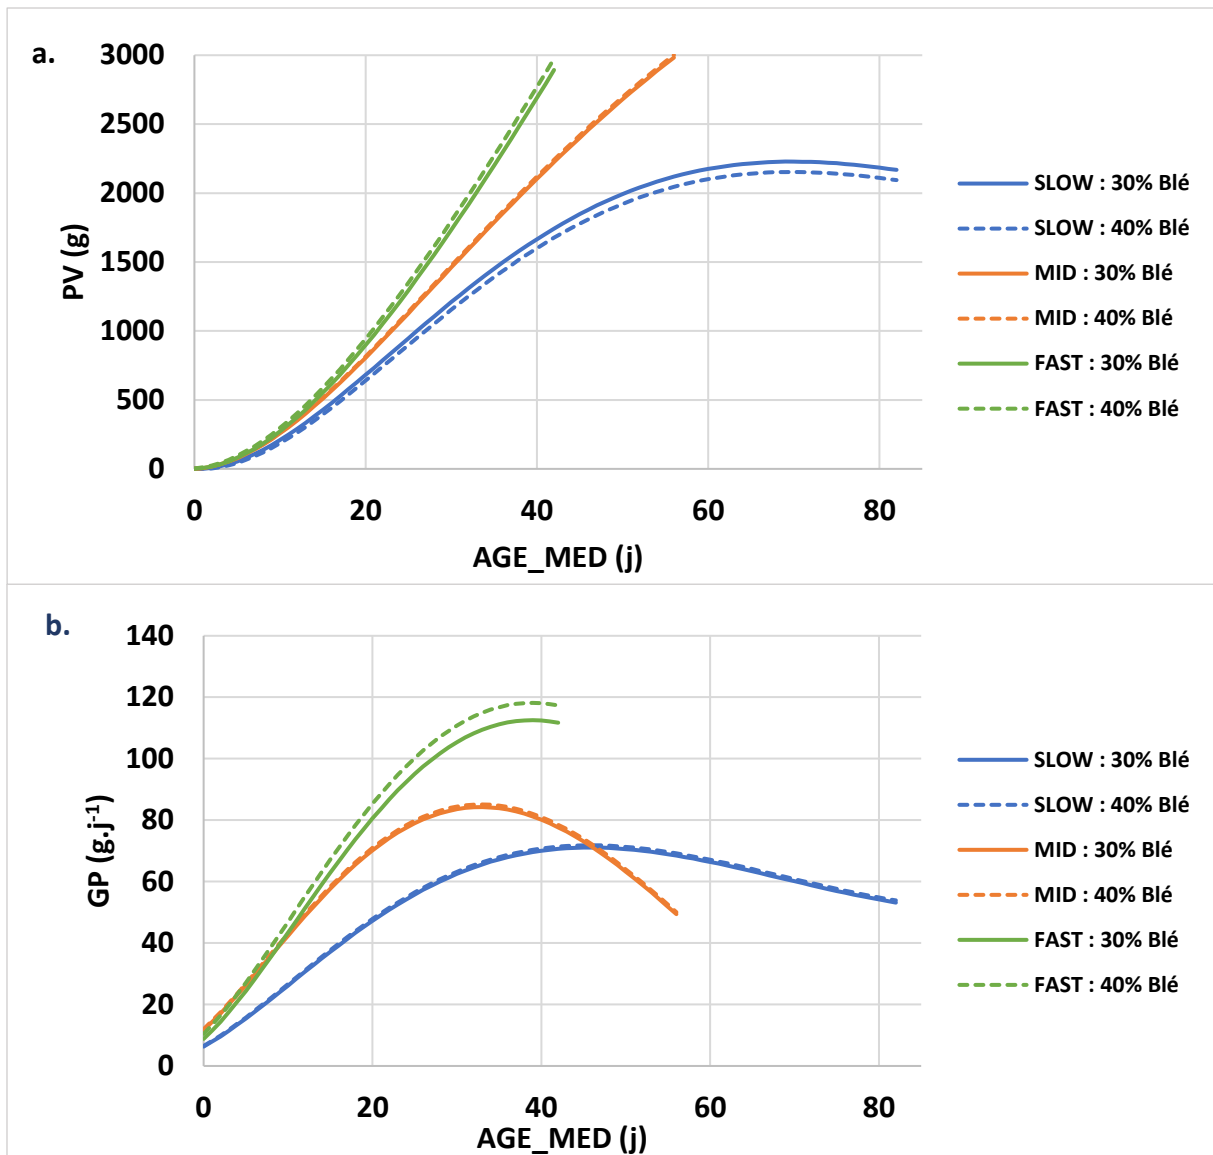 a.
3000
2500
2000
1500
1000
500
0
PV (g)
0 20 40 60 80
AGE_MED (j)
SLOW : 30% Blé
SLOW : 40% Blé
MID : 30% Blé
MID : 40% Blé
FAST : 30% Blé
FAST : 40% Blé
b.
140
120
100
80
60
40
20
0
GP (g.j-1)
0 20 40 60 80
AGE_MED (j)
SLOW : 30% Blé
SLOW : 40% Blé
MID : 30% Blé
MID : 40% Blé
FAST : 30% Blé
FAST : 40% Blé